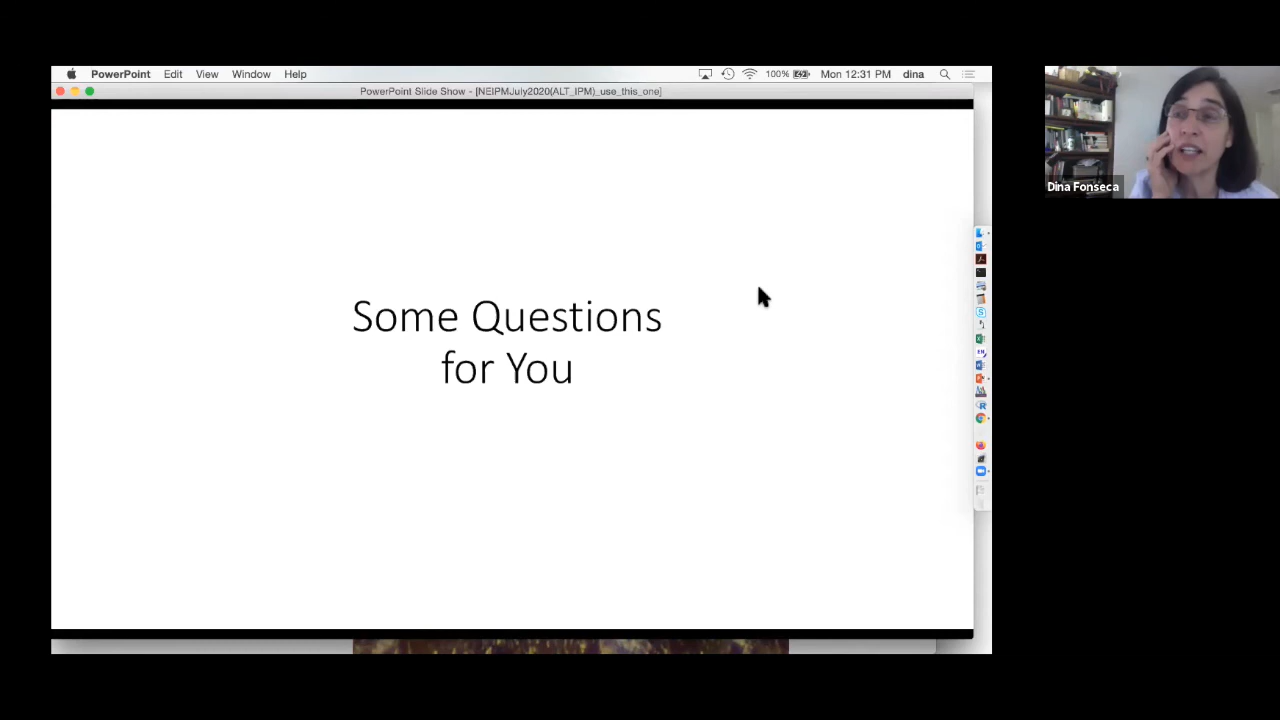 PowerPoint Edit View Window Help 100% Mon 12:31 PM dina
PowerPoint Slide Show - [NEIPMJuly2020(ALT_IPM)_use_this_one]
Some Questions
for You
Dina Fonseca